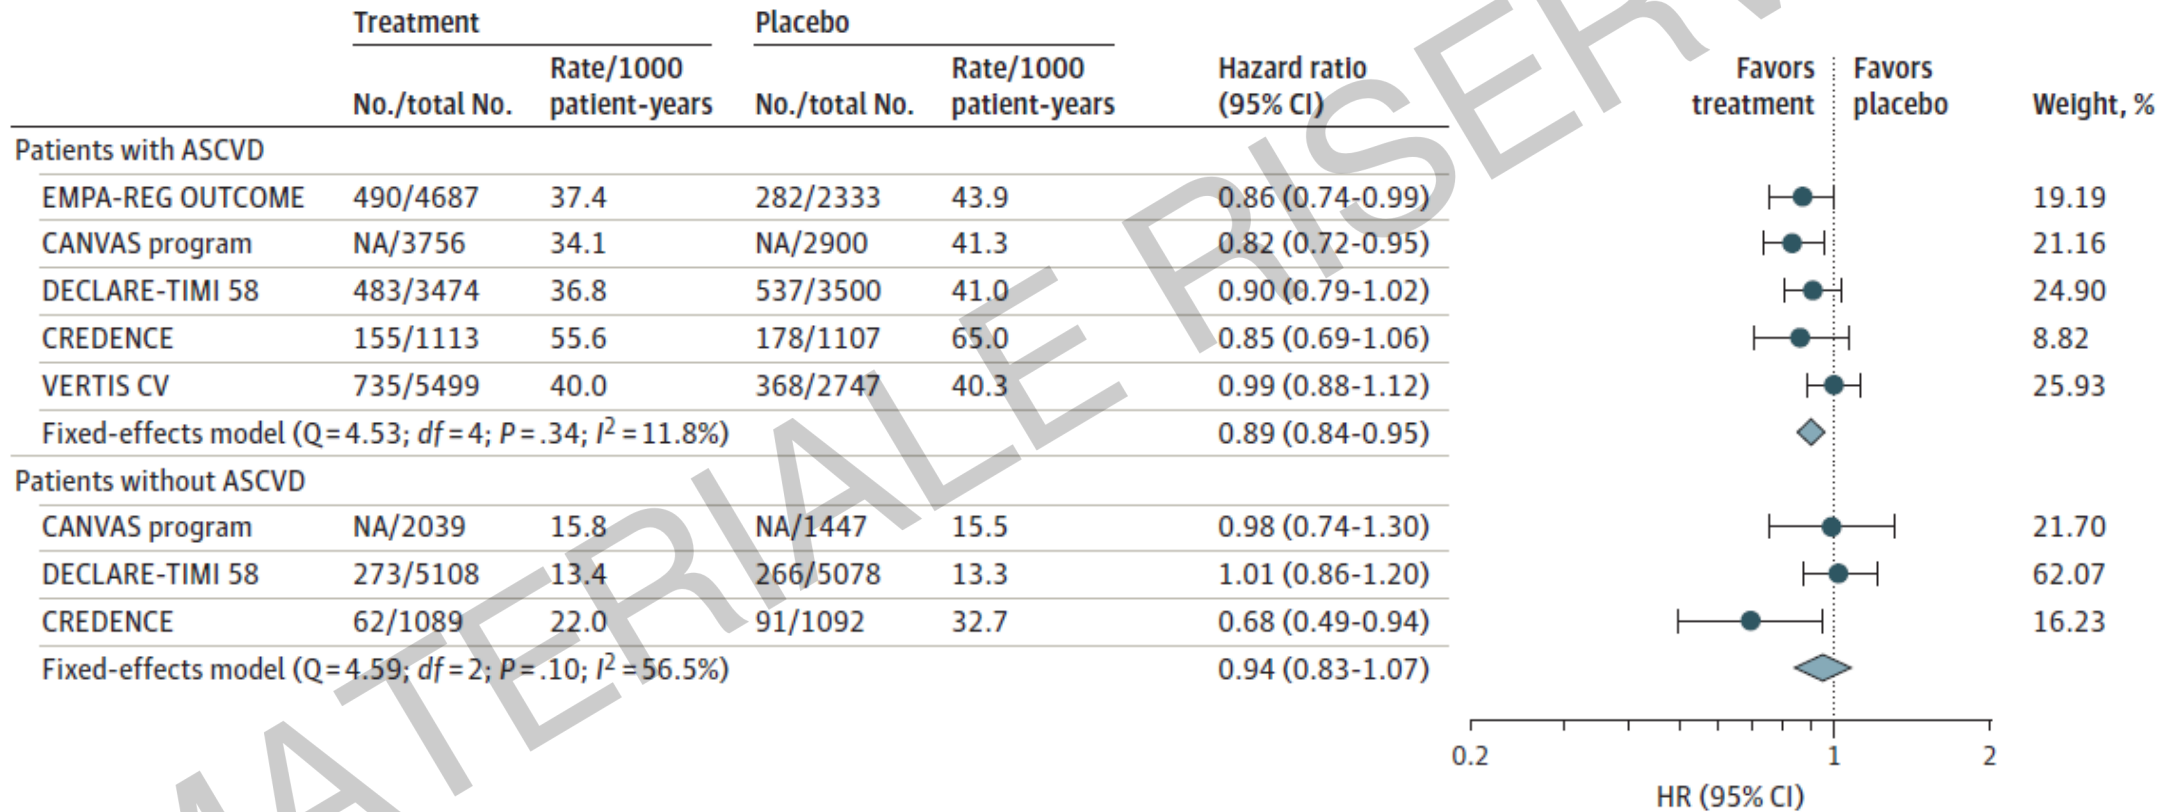 Treatment Placebo
Rate/1000 Rate/1000 Hazard ratio Favors Favors
No./total No. patient-years No./total No. patient-years (95% CI) treatment placebo Weight, %
Patients with ASCVD
EMPA-REG OUTCOME 490/4687 37.4 282/2333 43.9 0.86 (0.74-0.99) 19.19
CANVAS program NA/3756 34.1 NA/2900 41.3 0.82 (0.72-0.95) 21.16
DECLARE-TIMI 58 483/3474 36.8 537/3500 41.0 0.90 (0.79-1.02) 24.90
CREDENCE 155/1113 55.6 178/1107 65.0 0.85 (0.69-1.06) 8.82
VERTIS CV 735/5499 40.0 368/2747 40.3 0.99 (0.88-1.12) 25.93
Fixed-effects model (Q=4.53; df=4; P=.34; I²=11.8%) 0.89 (0.84-0.95)
Patients without ASCVD
CANVAS program NA/2039 15.8 NA/1447 15.5 0.98 (0.74-1.30) 21.70
DECLARE-TIMI 58 273/5108 13.4 266/5078 13.3 1.01 (0.86-1.20) 62.07
CREDENCE 62/1089 22.0 91/1092 32.7 0.68 (0.49-0.94) 16.23
Fixed-effects model (Q=4.59; df=2; P=.10; I²=56.5%) 0.94 (0.83-1.07)
0.2 1 2
HR (95% CI)
MATERIALE RISERV